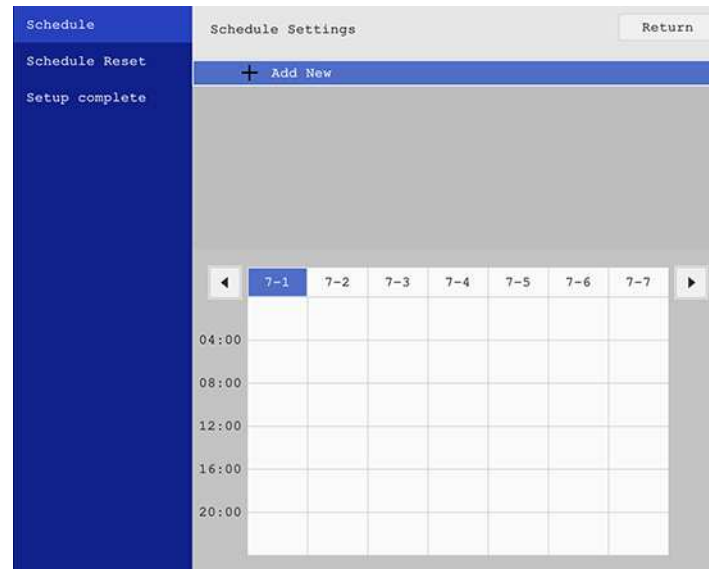 Schedule
Schedule Reset
Setup complete
Schedule Settings
Return
Add New
7-1 7-2 7-3 7-4 7-5 7-6 7-7
04:00
08:00
12:00
16:00
20:00